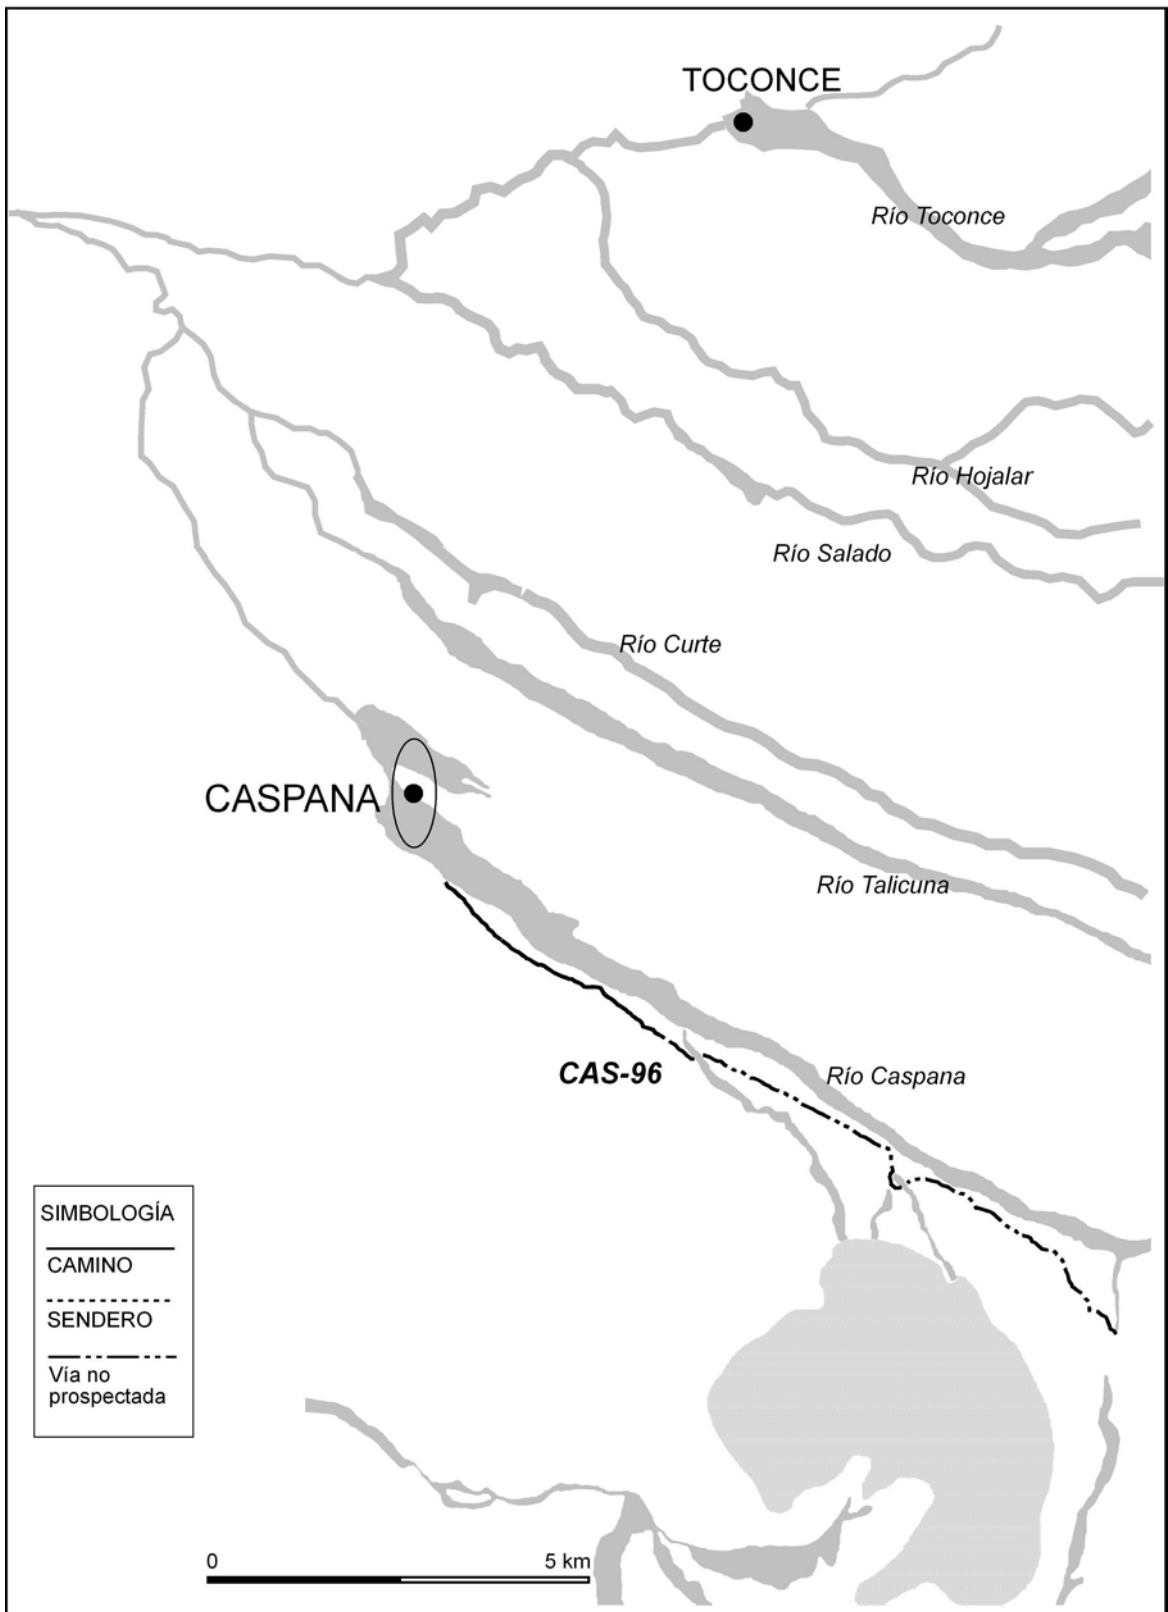 TOCONCE
Río Toconce
Río Hojalar
Río Salado
Río Curte
CASPANA
Río Talicuna
CAS-96
Río Caspana
SIMBOLOGÍA
CAMINO
SENDERO
Vía no
prospectada
0 5 km